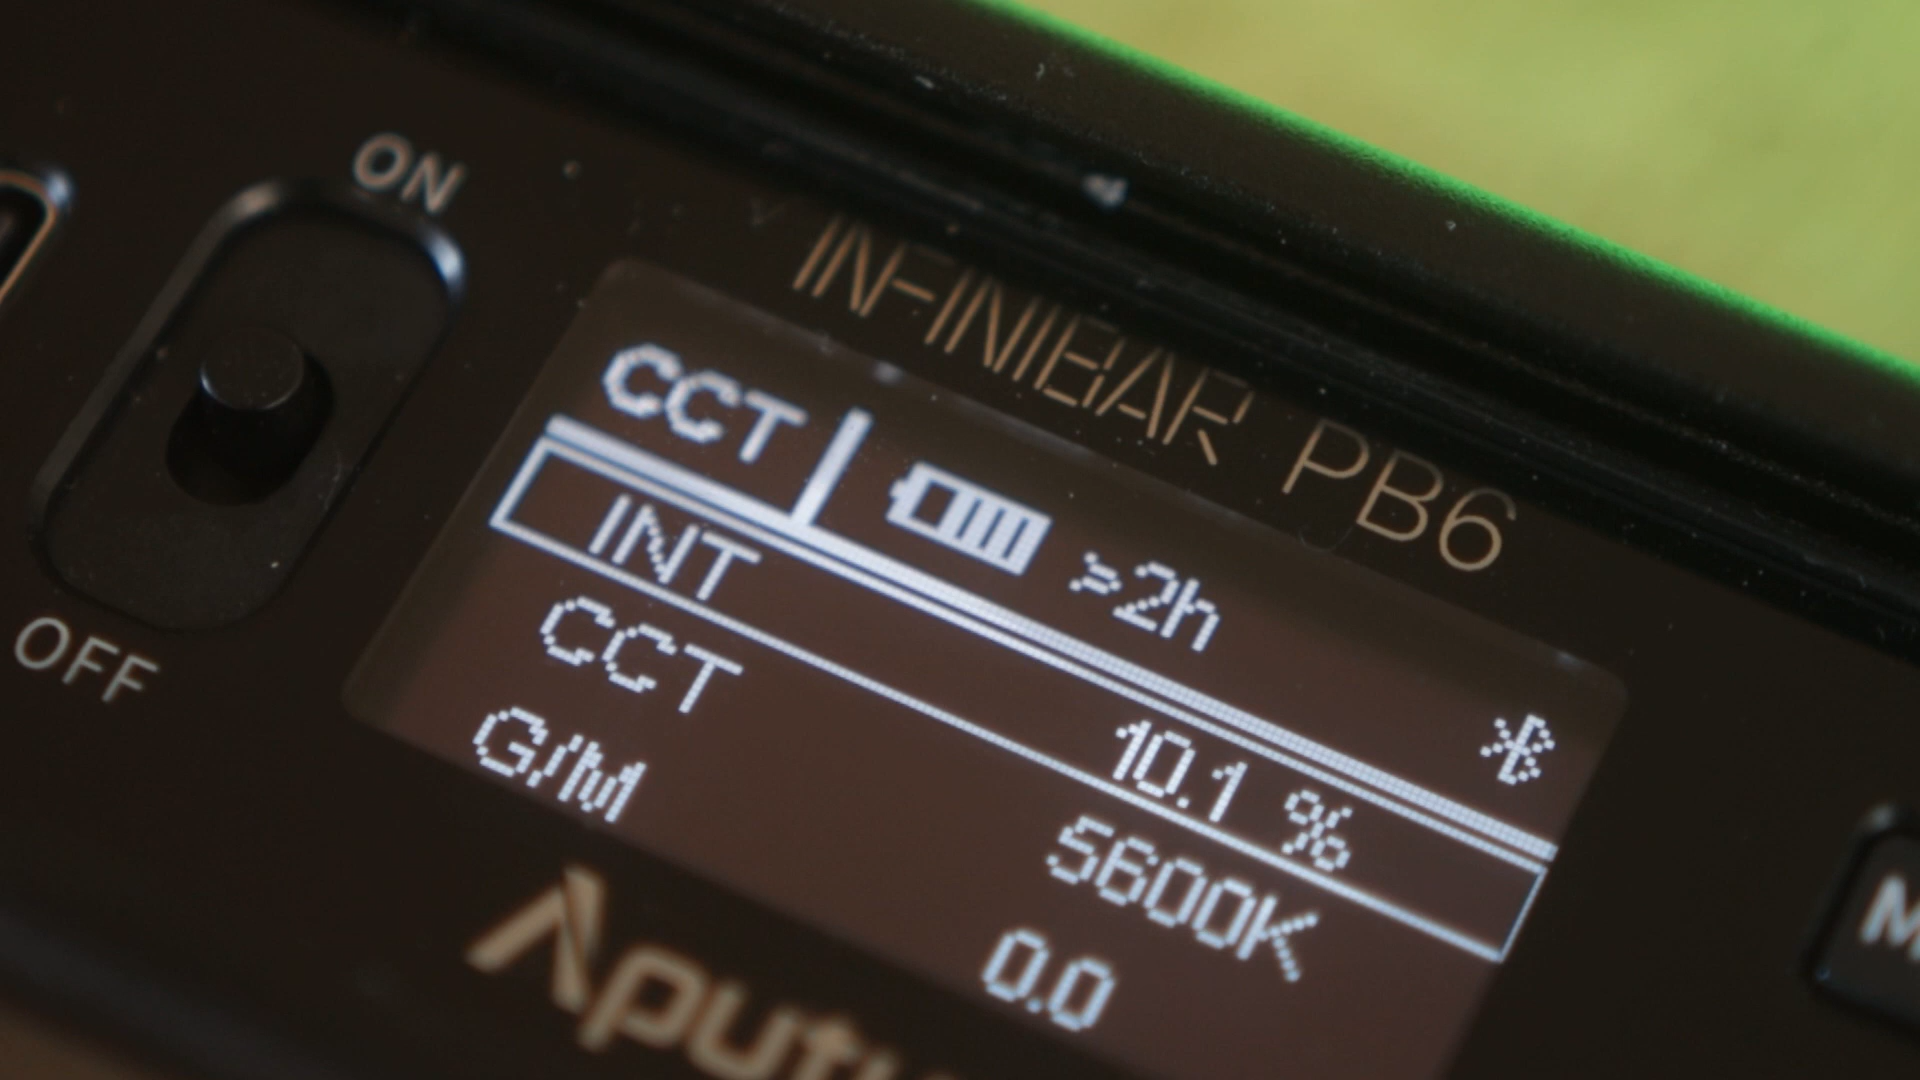 ON
OFF
INFINIBAR PB6
CCT >2h
INT 10.1 %
CCT 5600K
G/M 0.0